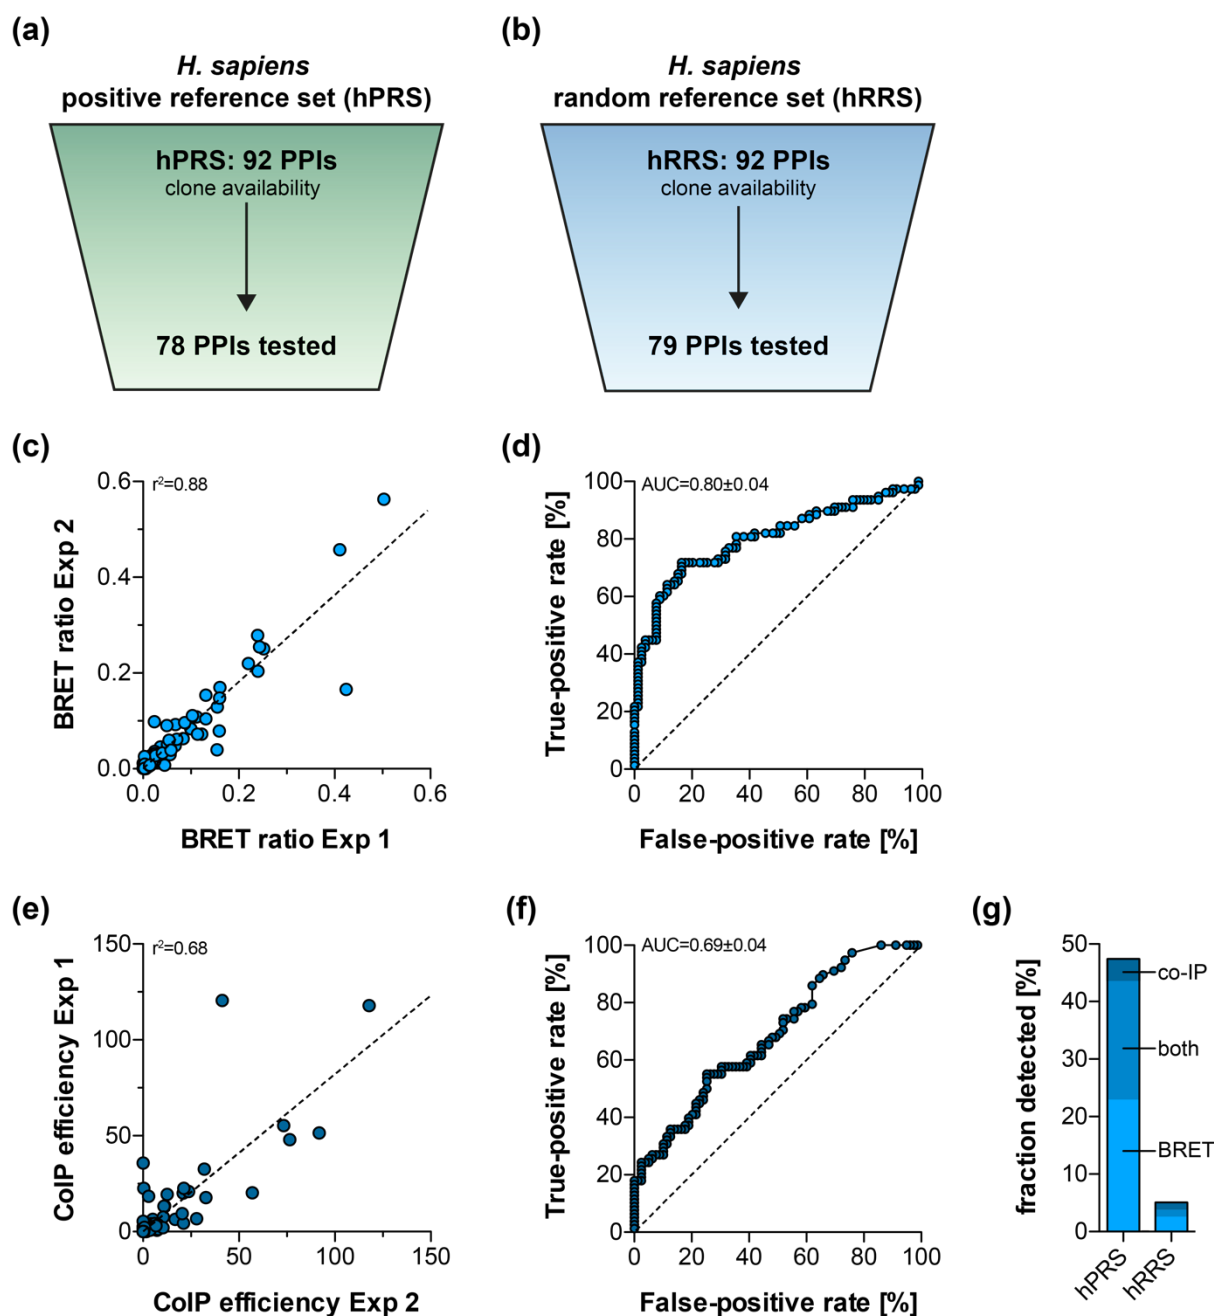 (a)
H. sapiens
positive reference set (hPRS)
hPRS: 92 PPIs
clone availability
78 PPIs tested
(b)
H. sapiens
random reference set (hRRS)
hRRS: 92 PPIs
clone availability
79 PPIs tested
(c)
r²=0.88
BRET ratio Exp 2
0.6
0.4
0.2
0.0
0.0 0.2 0.4 0.6
BRET ratio Exp 1
(d)
AUC=0.80±0.04
True-positive rate [%]
100
80
60
40
20
0
0 20 40 60 80 100
False-positive rate [%]
(e)
r²=0.68
CoIP efficiency Exp 1
150
100
50
0
0 50 100 150
CoIP efficiency Exp 2
(f)
AUC=0.69±0.04
True-positive rate [%]
100
80
60
40
20
0
0 20 40 60 80 100
False-positive rate [%]
(g)
fraction detected [%]
50
40
30
20
10
0
co-IP
both
BRET
hPRS
hRRS